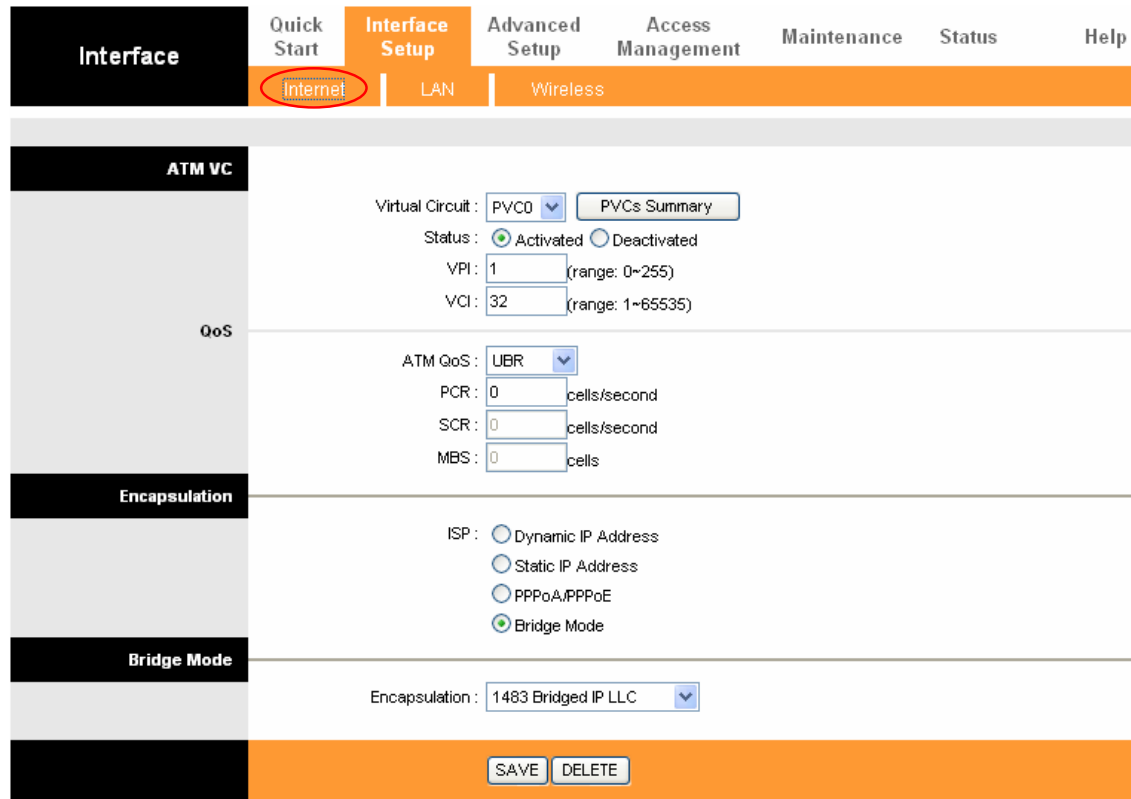 Interface
Quick Start
Interface Setup
Advanced Setup
Access Management
Maintenance
Status
Help
Internet
LAN
Wireless
ATM VC
Virtual Circuit : PVC0 PVCs Summary
Status : Activated Deactivated
VPI : 1 (range: 0~255)
VCI : 32 (range: 1~65535)
QoS
ATM QoS : UBR
PCR : 0 cells/second
SCR : 0 cells/second
MBS : 0 cells
Encapsulation
ISP : Dynamic IP Address
Static IP Address
PPPoA/PPPoE
Bridge Mode
Bridge Mode
Encapsulation : 1483 Bridged IP LLC
SAVE DELETE